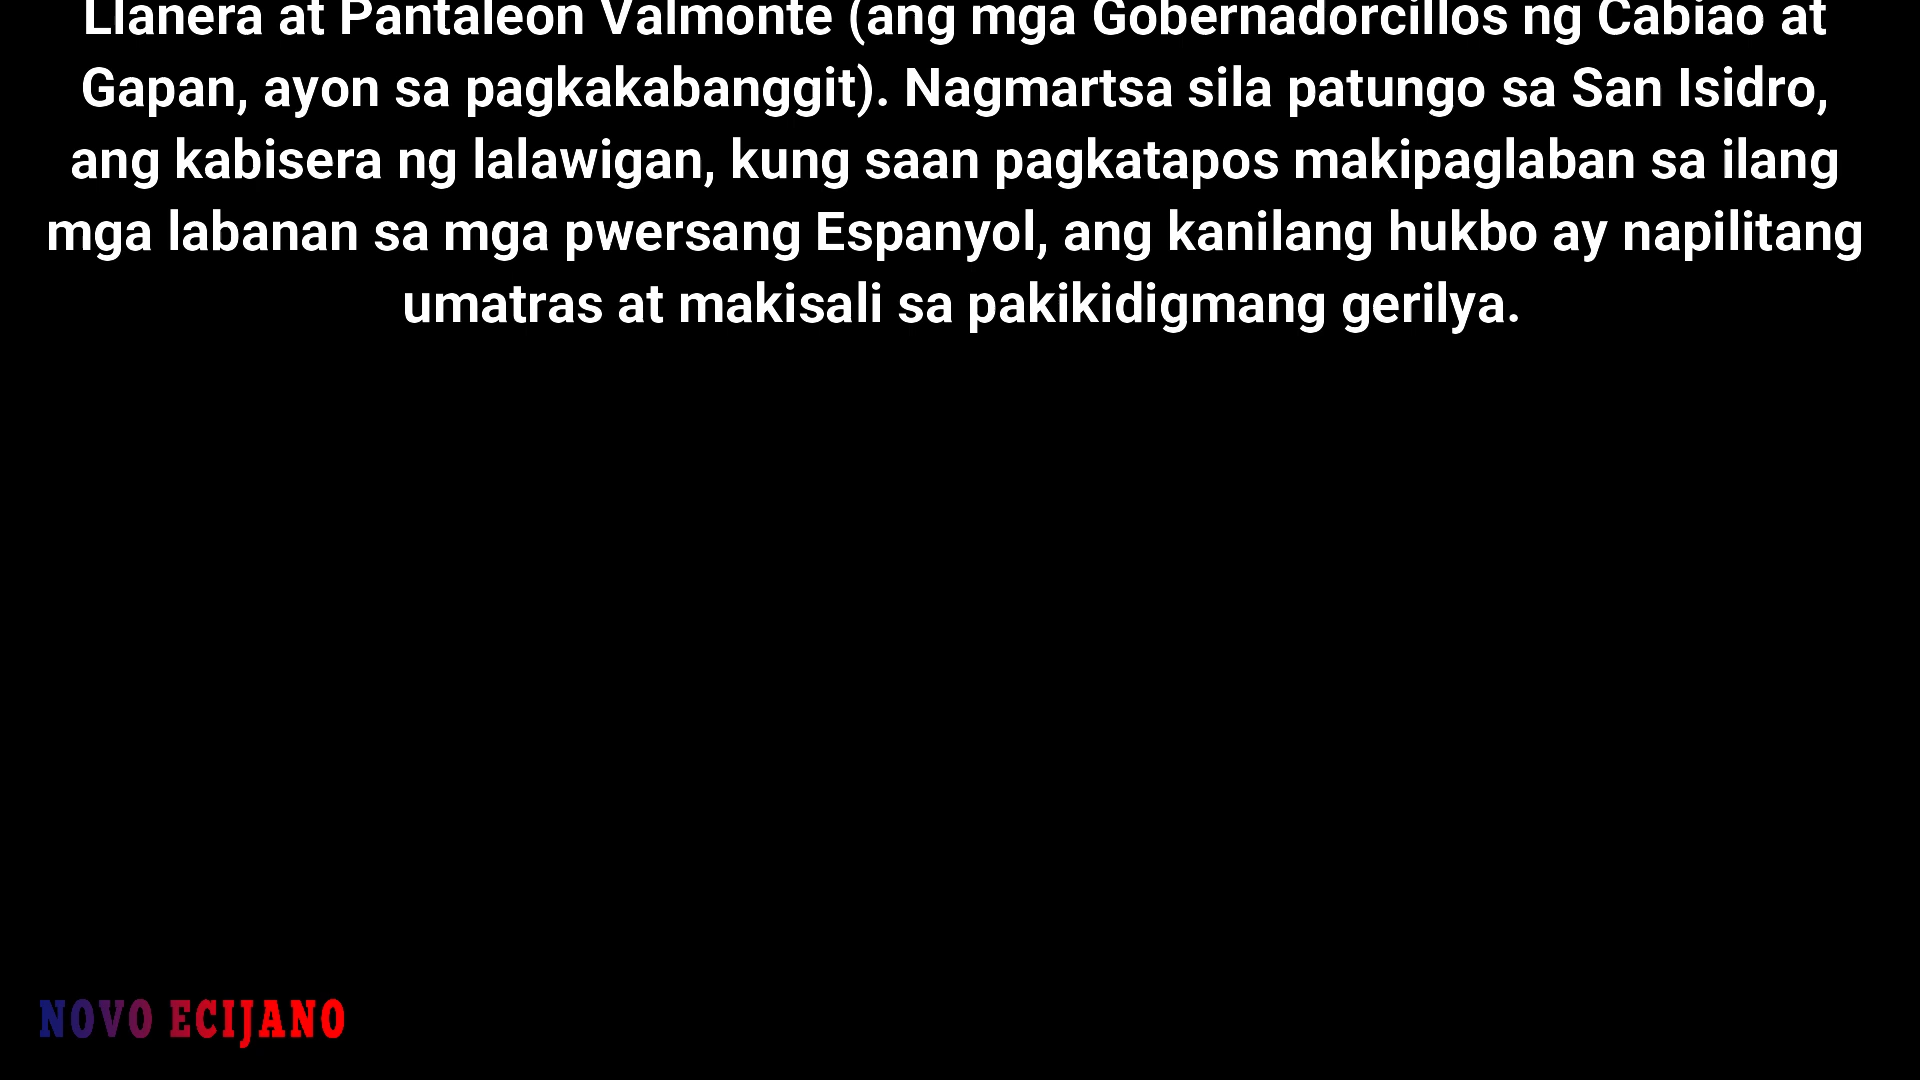 Llanera at Pantaleon Valmonte (ang mga Gobernadorcillos ng Cabiao at
Gapan, ayon sa pagkakabanggit). Nagmartsa sila patungo sa San Isidro,
ang kabisera ng lalawigan, kung saan pagkatapos makipaglaban sa ilang
mga labanan sa mga pwersang Espanyol, ang kanilang hukbo ay napilitang
umatras at makisali sa pakikidigmang gerilya.
NOVO ECIJANO